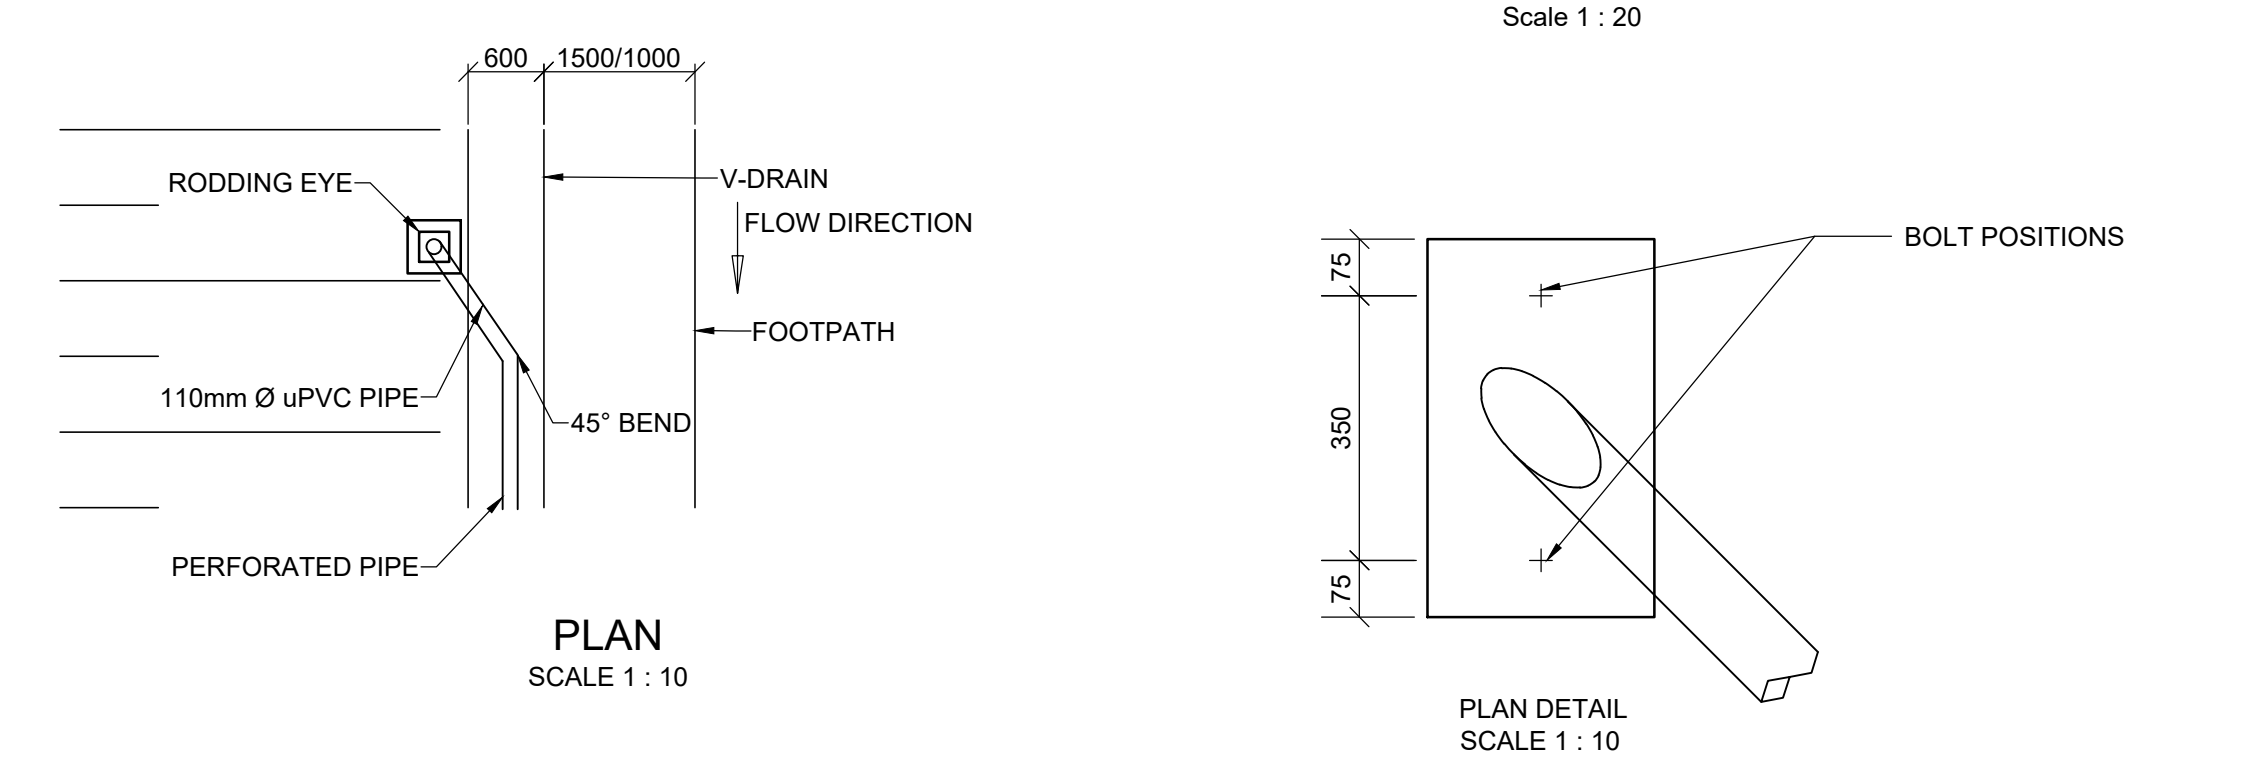 Scale 1 : 20
600
1500/1000
RODDING EYE
V-DRAIN
FLOW DIRECTION
FOOTPATH
110mm Ø uPVC PIPE
45° BEND
PERFORATED PIPE
PLAN
SCALE 1 : 10
75
350
75
BOLT POSITIONS
PLAN DETAIL
SCALE 1 : 10